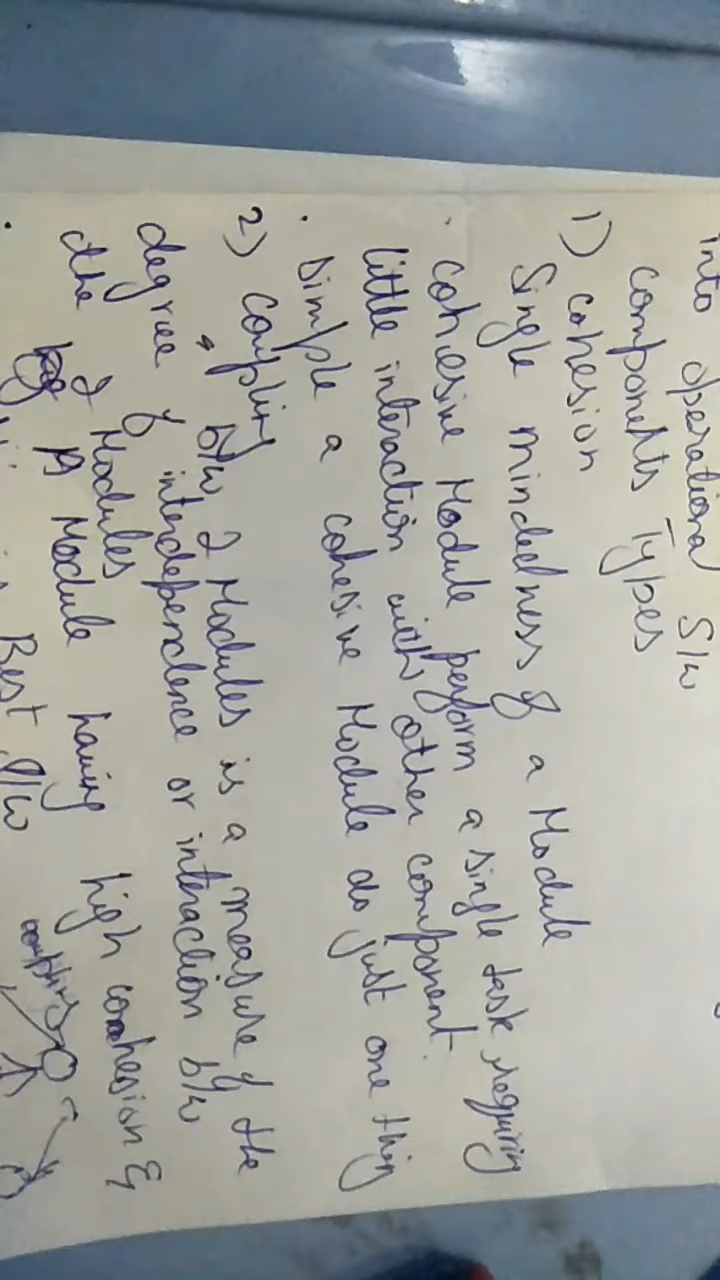 into operational S/w
components Types
1) cohesion
Single mindedness of a Module
. cohesive Module perform a single task requiring
little interaction with other component.
. Simple a cohesive Module do just one thing
2) coupling
b/w 2 Modules is a measure of the
degree of interdependence or interaction b/w
the 2 Modules
. A Module having high cohesion &
coupling
Best S/w